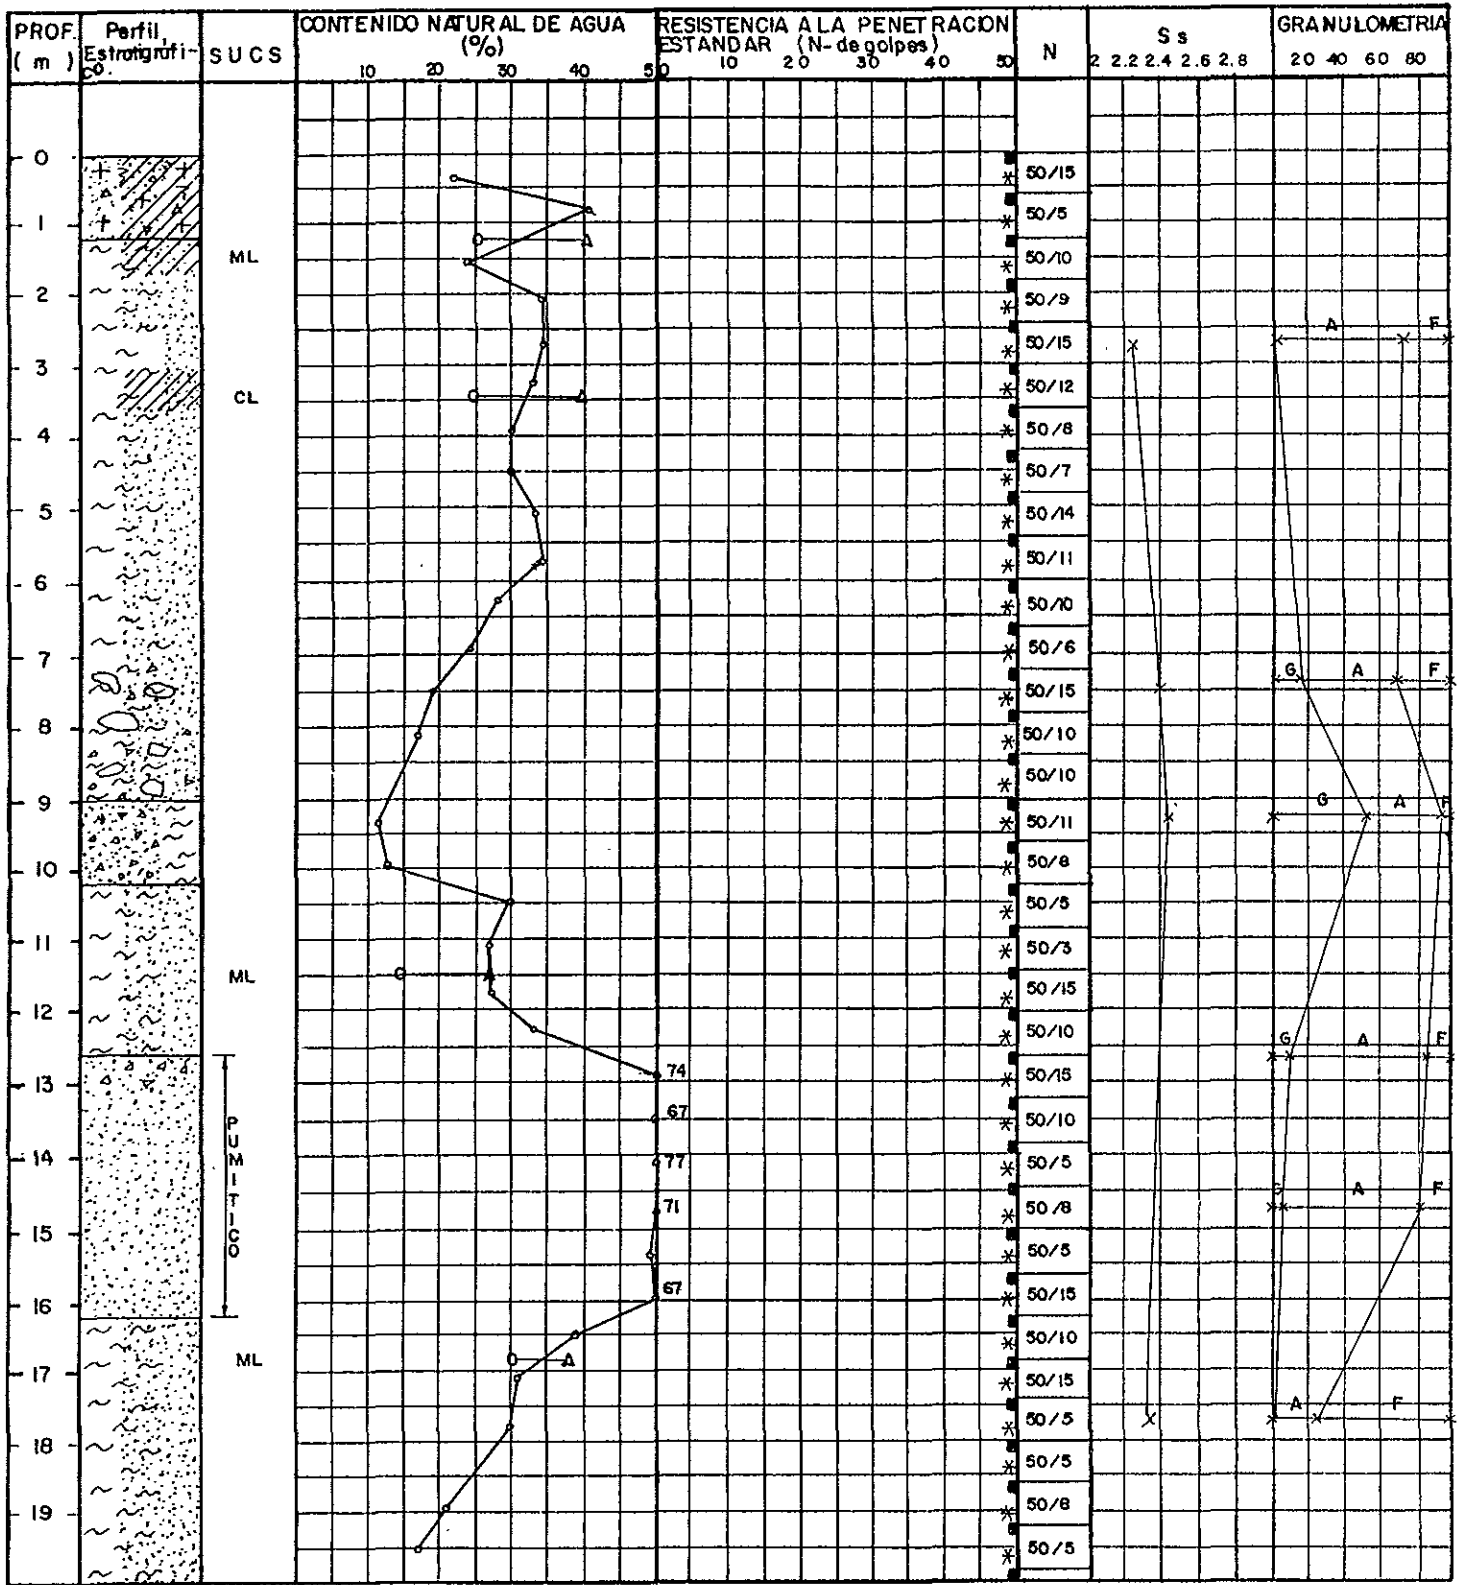 PROF. ( m )
Perfil, Estratigrafi- co.
SUCS
CONTENIDO NATURAL DE AGUA (%)
10 20 30 40 5
RESISTENCIA A LA PENETRACION ESTANDAR (N- de golpes)
0 10 20 30 40 50
N
Ss
2 2.2 2.4 2.6 2.8
GRANULOMETRIA
20 40 60 80
0
50/15
50/5
1
ML
50/10
2
50/9
50/15
A F
3
CL
50/12
4
50/8
50/7
5
50/14
50/11
6
50/10
50/6
7
G A F
50/15
8
50/10
50/10
9
G A F
50/11
10
50/8
50/5
11
50/3
ML
50/15
12
50/10
G A F
13
74
50/15
67
50/10
PUMITICO
14
77
50/5
71
50/8
G A F
15
50/5
67
50/15
16
50/10
ML
17
50/15
A F
50/5
18
50/5
50/8
19
50/5